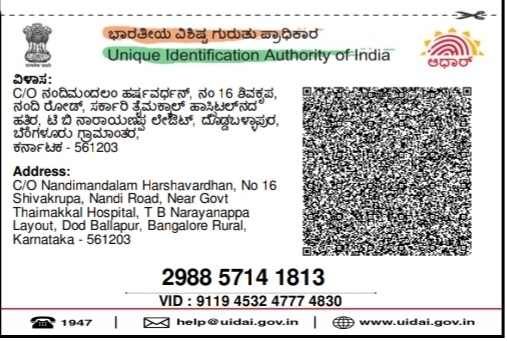 ಭಾರತೀಯ ವಿಶಿಷ್ಟ ಗುರುತು ಪ್ರಾಧಿಕಾರ
Unique Identification Authority of India
ಆಧಾರ್
ವಿಳಾಸ:
C/O ನಂದಿಮಂದಲಂ ಹರ್ಷವರ್ಧನ್, ನಂ 16 ಶಿವಕೃಪ,
ನಂದಿ ರೋಡ್, ಸರ್ಕಾರಿ ತೈಮಕ್ಕಾಲ್ ಹಾಸ್ಪಿಟಲ್‌ನದ
ಹತ್ತಿರ, ಟಿ ಬಿ ನಾರಾಯಣಪ್ಪ ಲೇಔಟ್, ದೊಡ್ಡಬಳ್ಳಾಪುರ,
ಬೆಂಗಳೂರು ಗ್ರಾಮಾಂತರ,
ಕರ್ನಾಟಕ - 561203
Address:
C/O Nandimandalam Harshavardhan, No 16
Shivakrupa, Nandi Road, Near Govt
Thaimakkal Hospital, T B Narayanappa
Layout, Dod Ballapur, Bangalore Rural,
Karnataka - 561203
2988 5714 1813
VID : 9119 4532 4777 4830
1947 | help@uidai.gov.in | www.uidai.gov.in